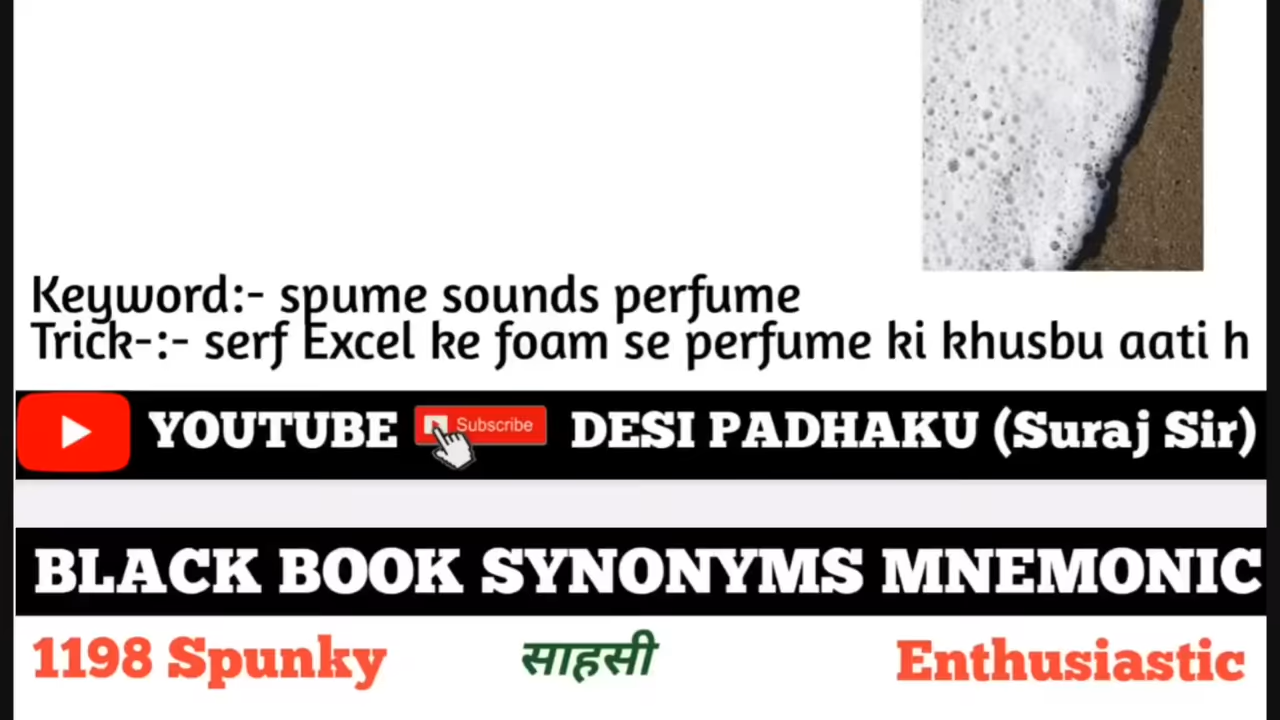 Keyword:- spume sounds perfume
Trick-:- serf Excel ke foam se perfume ki khusbu aati h
YOUTUBE Subscribe DESI PADHAKU (Suraj Sir)
BLACK BOOK SYNONYMS MNEMONIC
1198 Spunky साहसी Enthusiastic